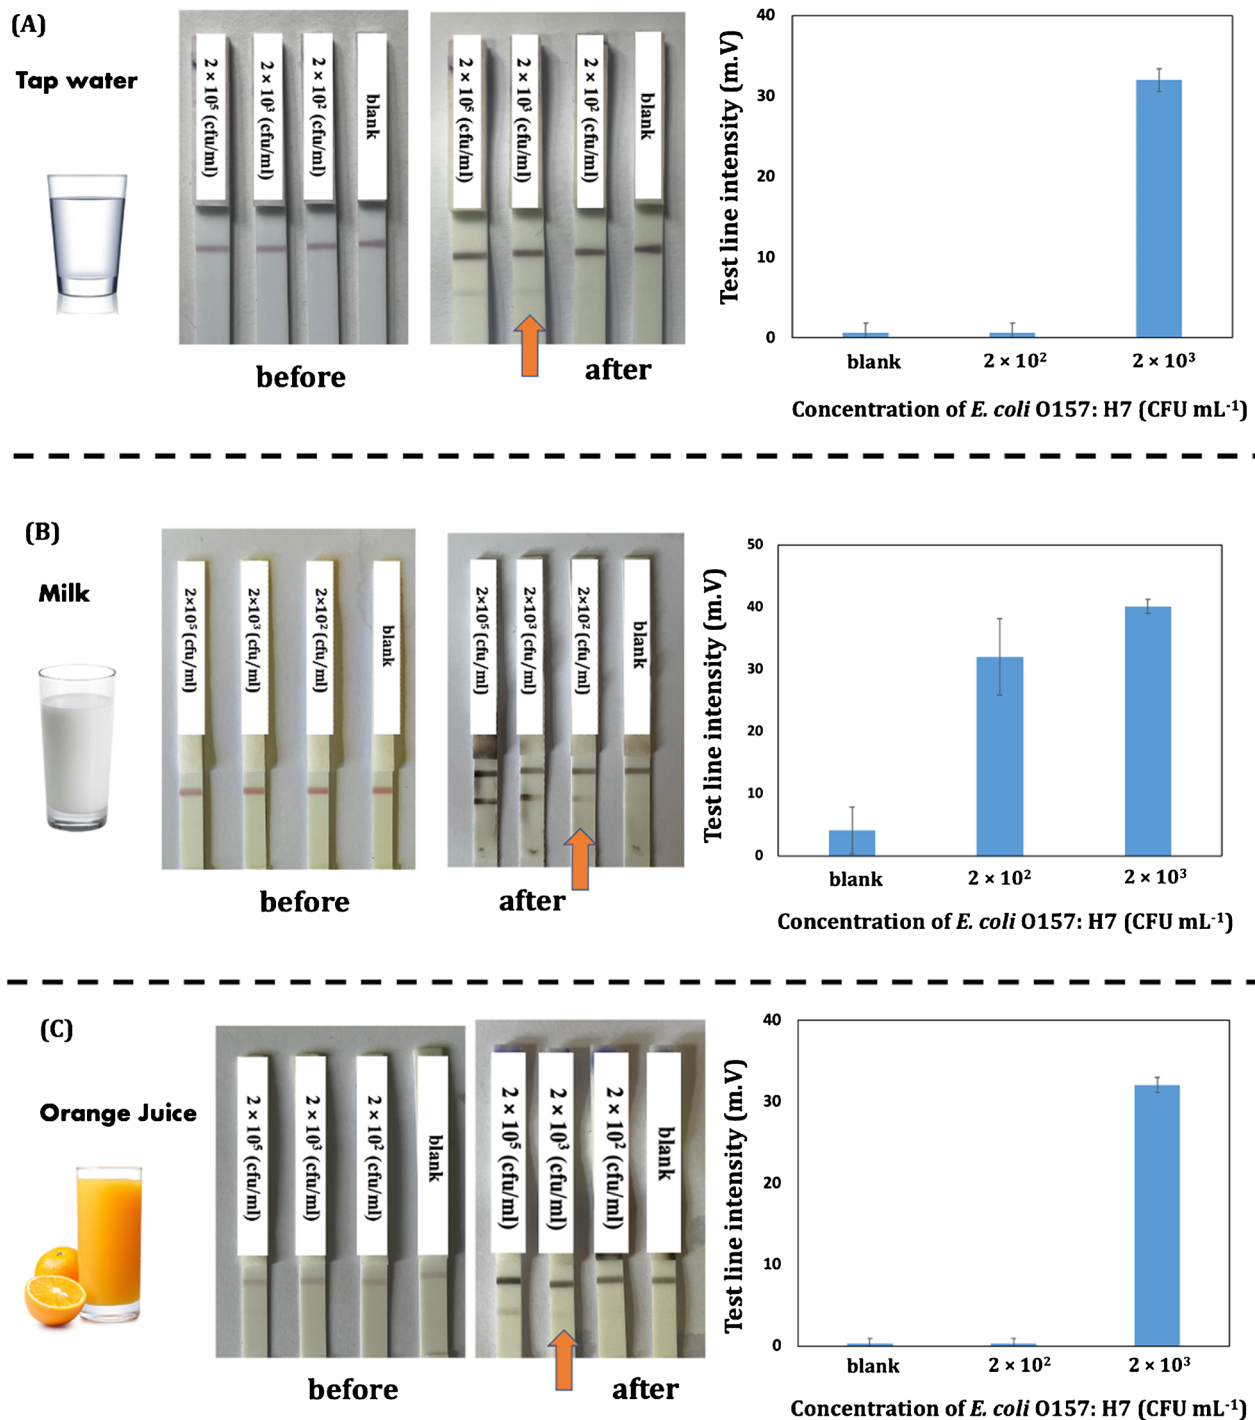 (A)
Tap water
2 × 10⁵ (cfu/ml)
2 × 10³ (cfu/ml)
2 × 10² (cfu/ml)
blank
before
2 × 10⁵ (cfu/ml)
2 × 10³ (cfu/ml)
2 × 10² (cfu/ml)
blank
after
Test line intensity (m.V)
40
30
20
10
0
blank
2 × 10²
2 × 10³
Concentration of E. coli O157: H7 (CFU mL⁻¹)
(B)
Milk
2×10⁵ (cfu/ml)
2×10³ (cfu/ml)
2×10² (cfu/ml)
blank
before
2×10⁵ (cfu/ml)
2×10³ (cfu/ml)
2×10² (cfu/ml)
blank
after
Test line intensity (m.V)
50
40
30
20
10
0
blank
2 × 10²
2 × 10³
Concentration of E. coli O157: H7 (CFU mL⁻¹)
(C)
Orange Juice
2 × 10⁵ (cfu/ml)
2 × 10³ (cfu/ml)
2 × 10² (cfu/ml)
blank
before
2 × 10⁵ (cfu/ml)
2 × 10³ (cfu/ml)
2 × 10² (cfu/ml)
blank
after
Test line intensity (m.V)
40
30
20
10
0
blank
2 × 10²
2 × 10³
Concentration of E. coli O157: H7 (CFU mL⁻¹)